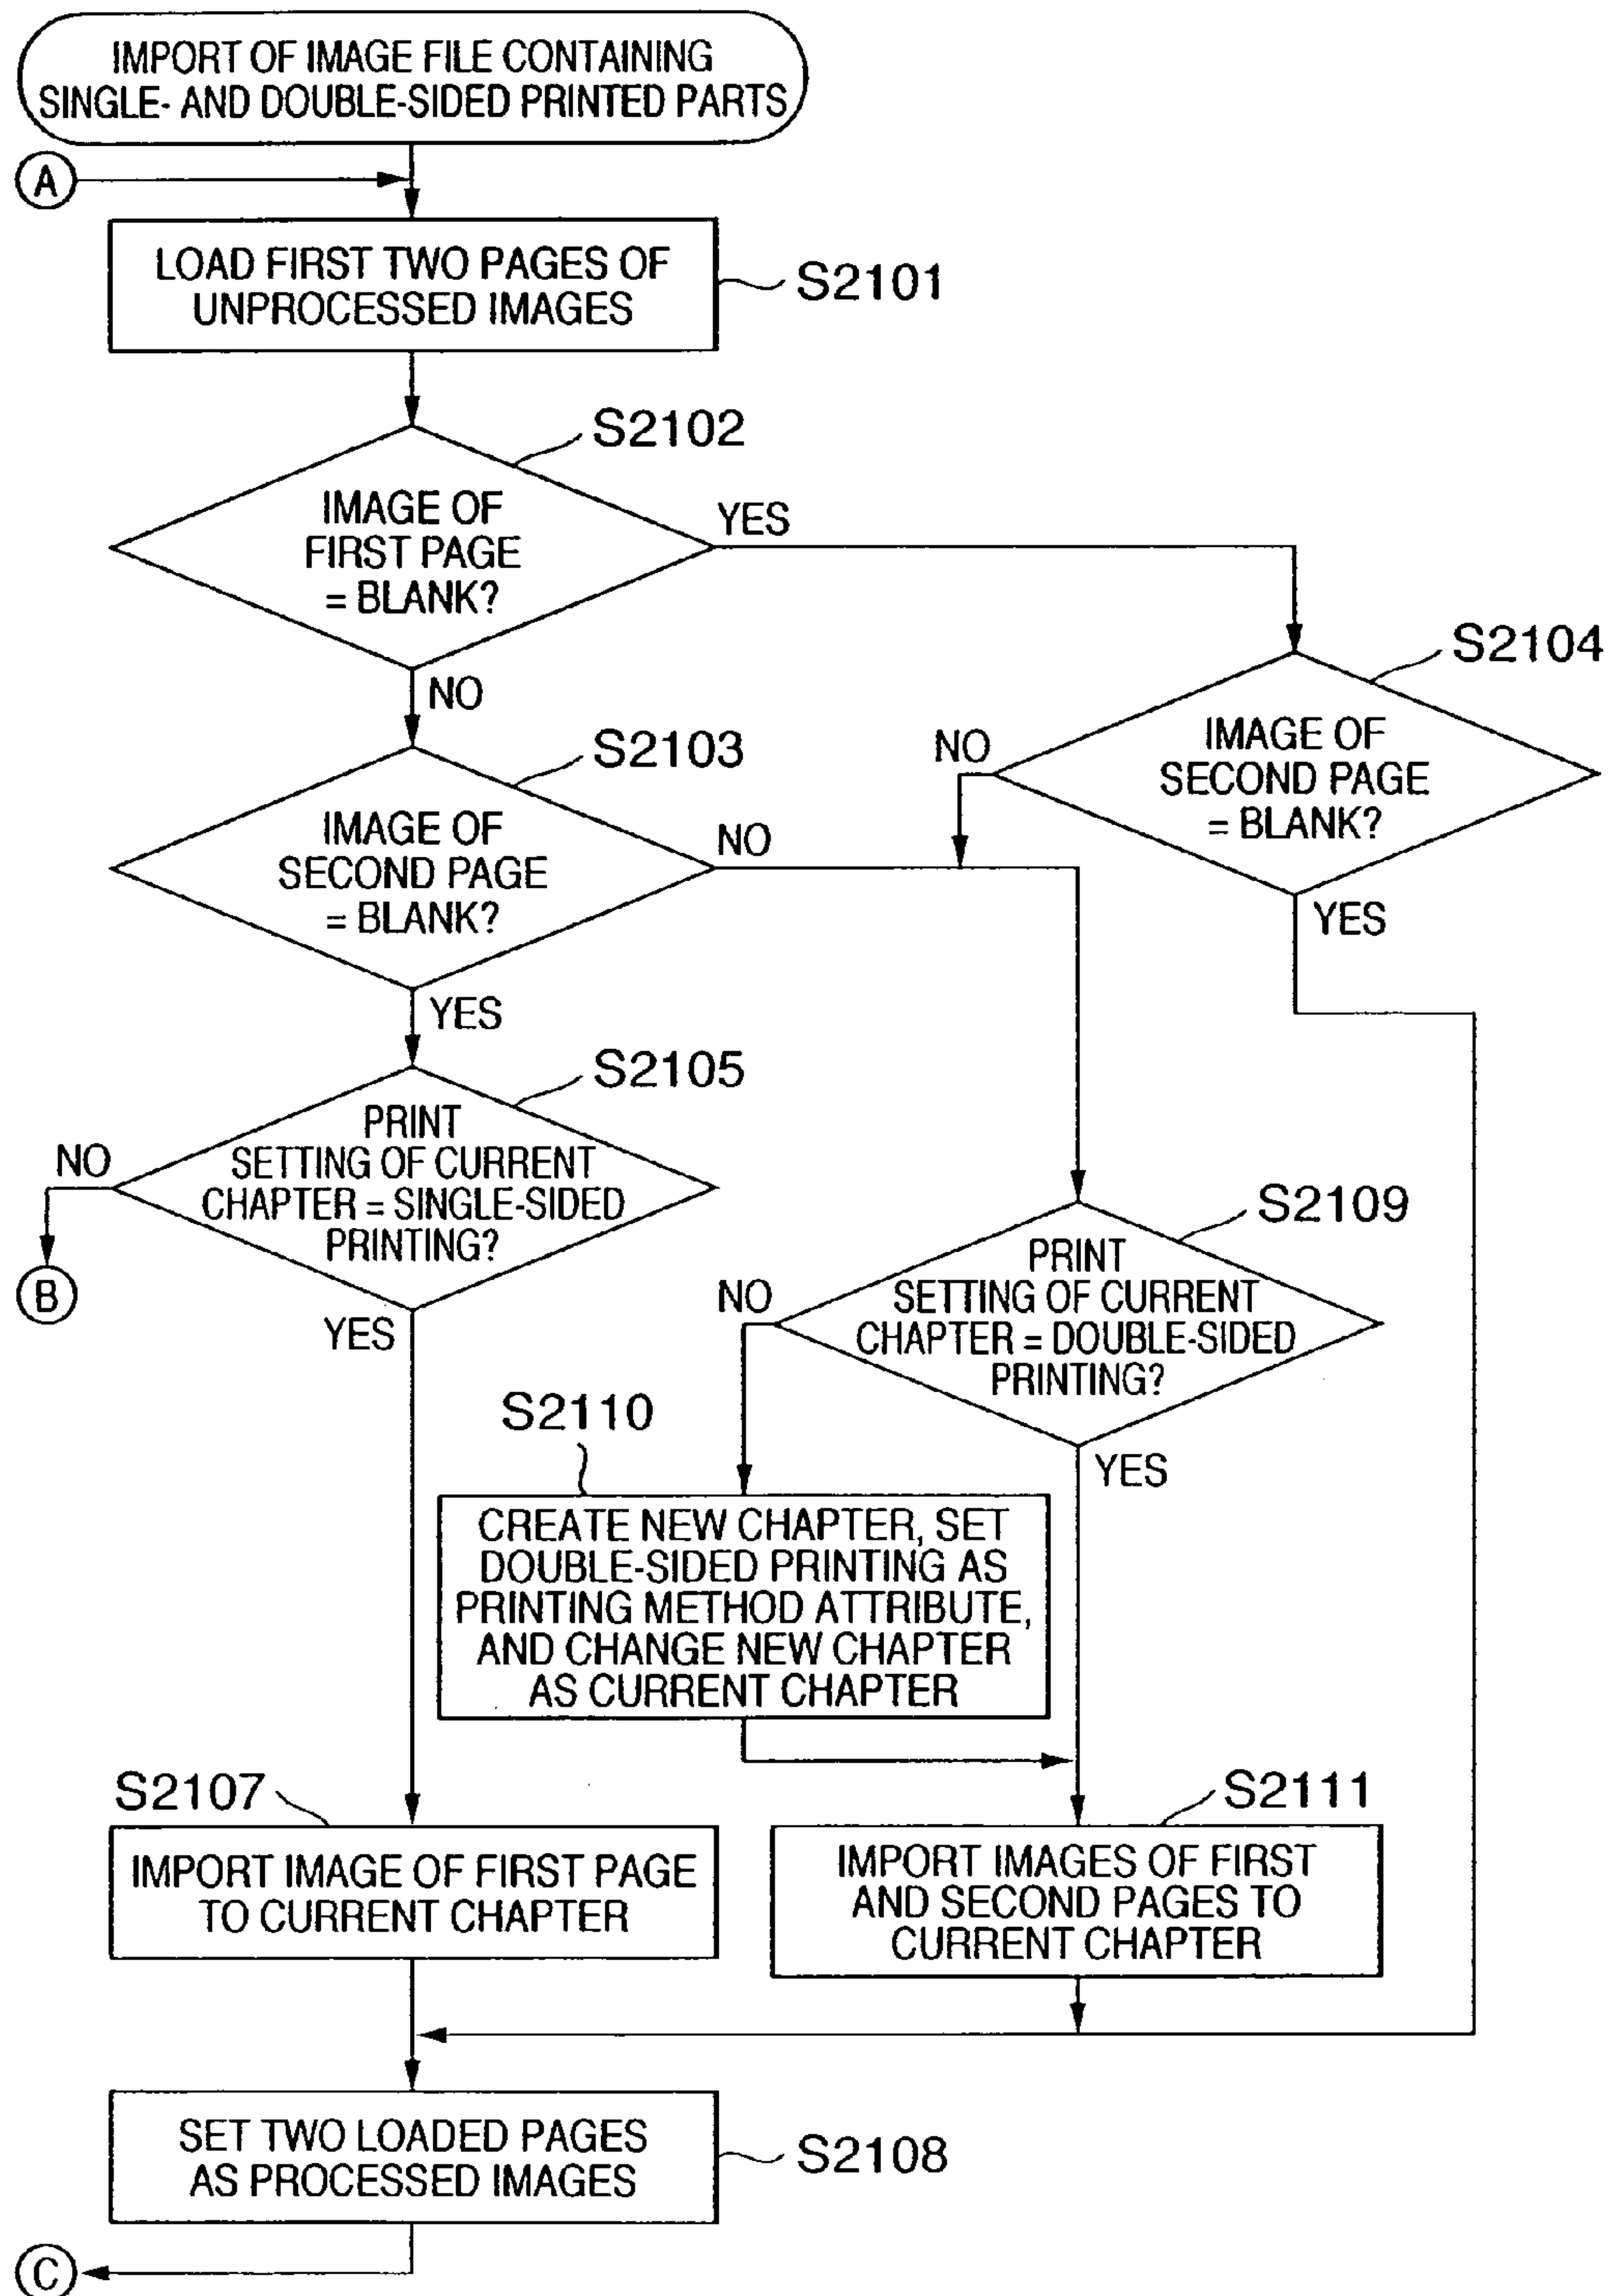 IMPORT OF IMAGE FILE CONTAINING
SINGLE- AND DOUBLE-SIDED PRINTED PARTS
A
LOAD FIRST TWO PAGES OF
UNPROCESSED IMAGES
S2101
S2102
IMAGE OF
FIRST PAGE
= BLANK?
YES
NO
S2104
IMAGE OF
SECOND PAGE
= BLANK?
NO
YES
S2103
IMAGE OF
SECOND PAGE
= BLANK?
NO
YES
S2105
PRINT
SETTING OF CURRENT
CHAPTER = SINGLE-SIDED
PRINTING?
NO
B
YES
S2109
PRINT
SETTING OF CURRENT
CHAPTER = DOUBLE-SIDED
PRINTING?
NO
YES
S2110
CREATE NEW CHAPTER, SET
DOUBLE-SIDED PRINTING AS
PRINTING METHOD ATTRIBUTE,
AND CHANGE NEW CHAPTER
AS CURRENT CHAPTER
S2107
IMPORT IMAGE OF FIRST PAGE
TO CURRENT CHAPTER
S2111
IMPORT IMAGES OF FIRST
AND SECOND PAGES TO
CURRENT CHAPTER
SET TWO LOADED PAGES
AS PROCESSED IMAGES
S2108
C